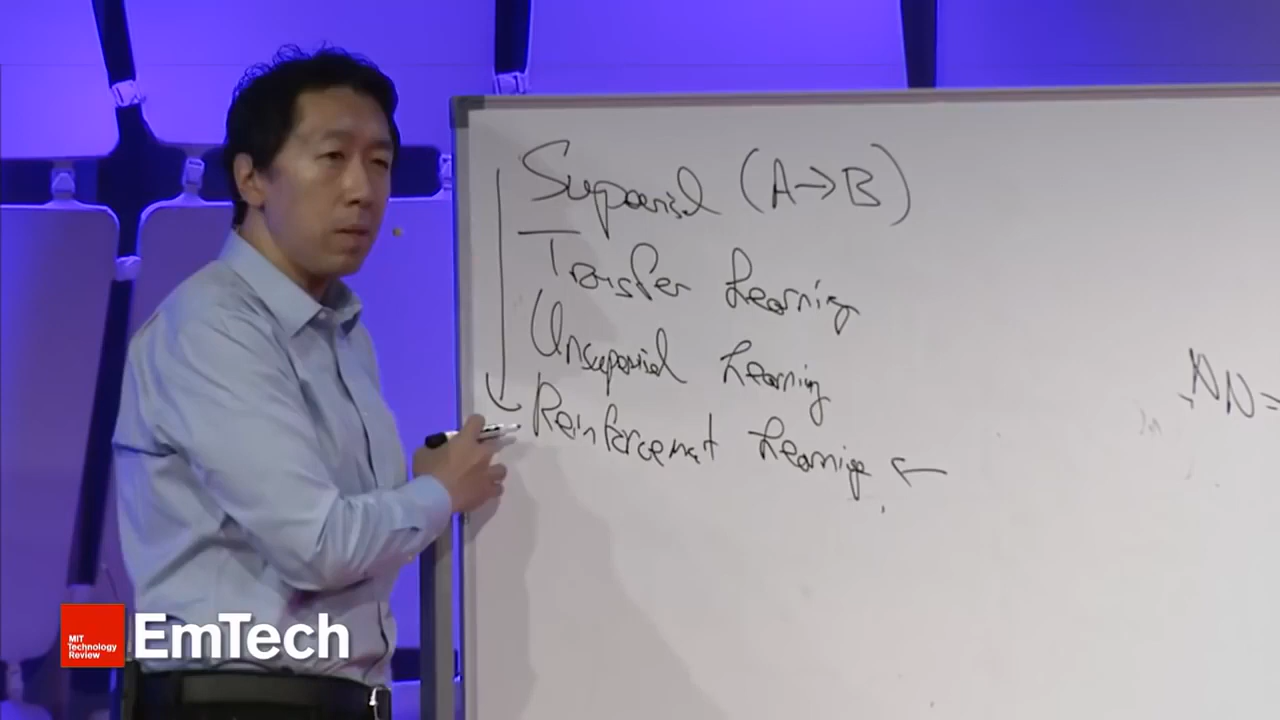 Supervised (A→B)
Transfer Learning
Unsupervised Learning
Reinforcement Learning ←
NN=
MIT
Technology
Review
EmTech